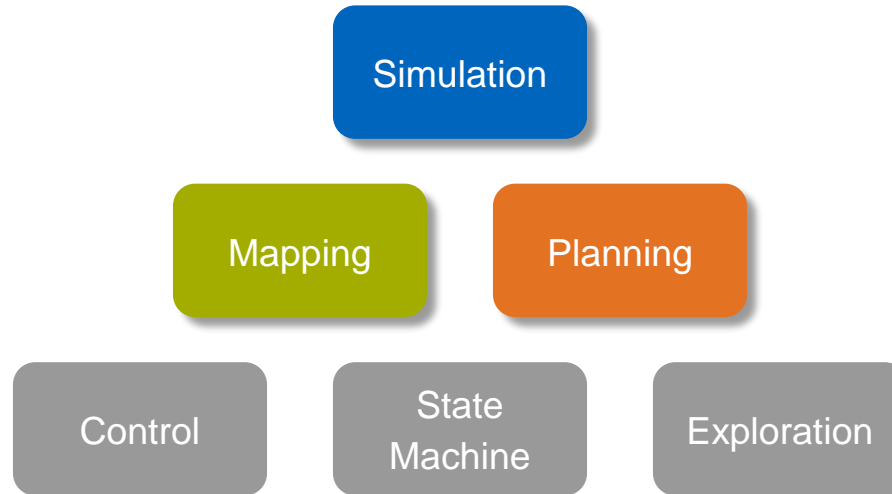 Simulation
Mapping
Planning
Control
State
Machine
Exploration